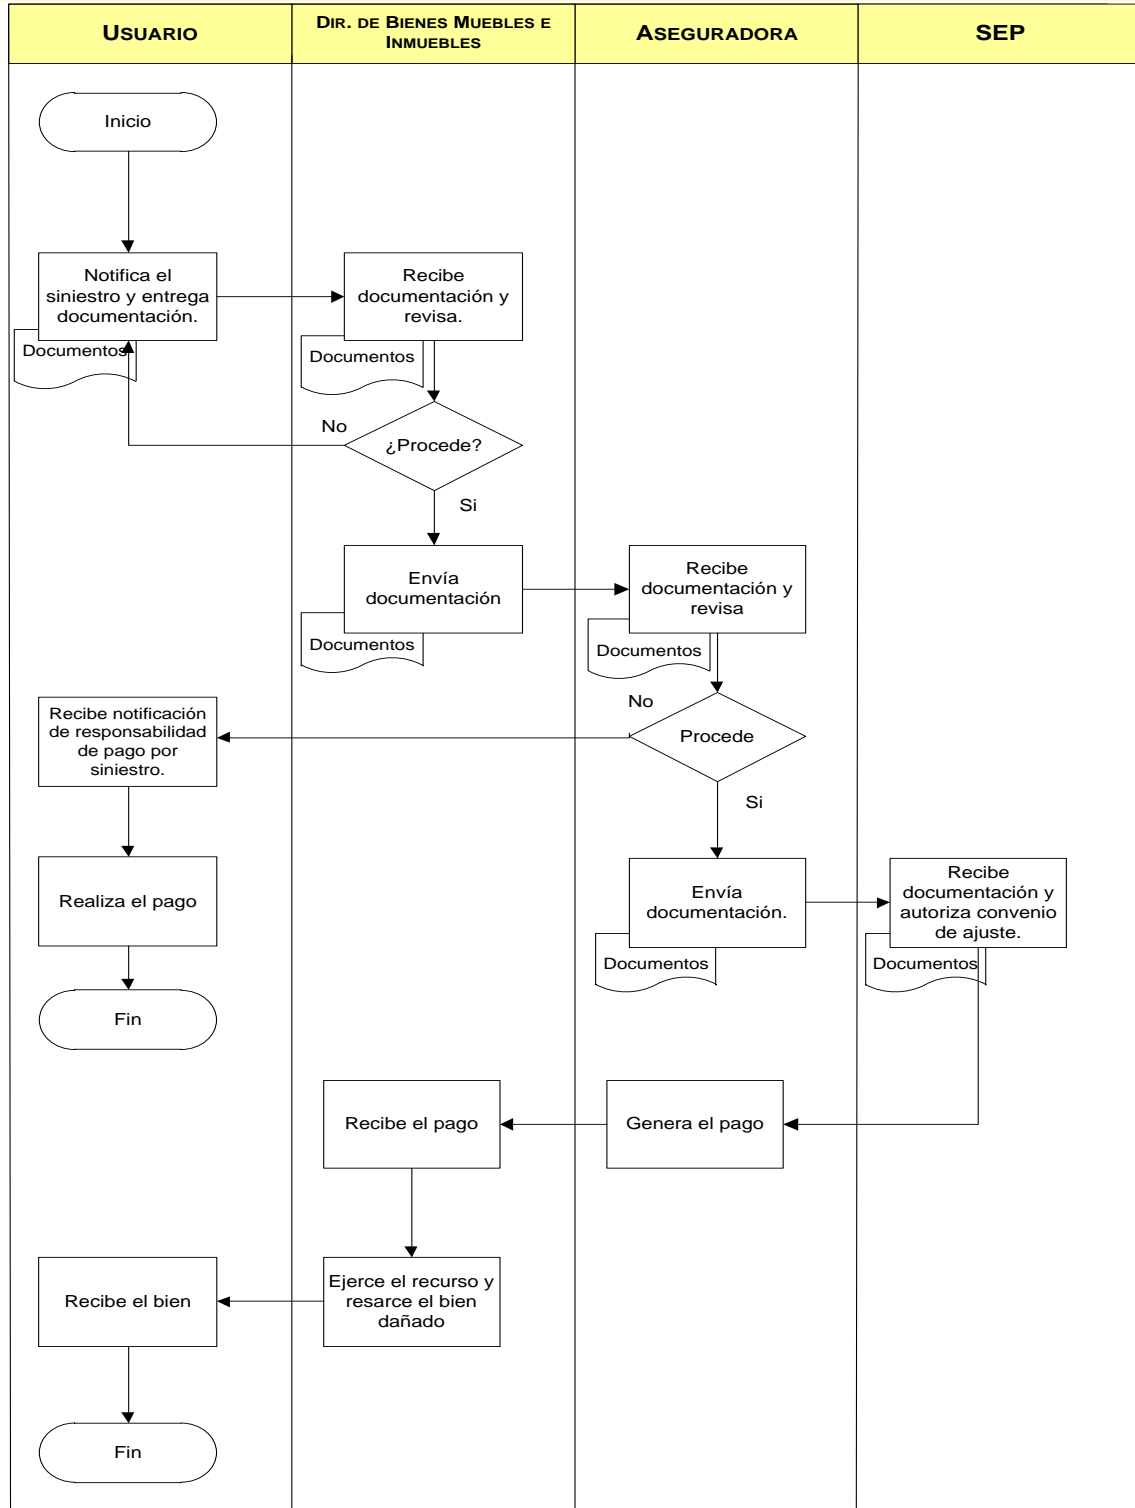 USUARIO
DIR. DE BIENES MUEBLES E
INMUEBLES
ASEGURADORA
SEP
Inicio
Notifica el
siniestro y entrega
documentación.
Documentos
Recibe
documentación y
revisa.
Documentos
No
¿Procede?
Si
Envía
documentación
Documentos
Recibe
documentación y
revisa
Documentos
No
Procede
Si
Recibe notificación
de responsabilidad
de pago por
siniestro.
Realiza el pago
Fin
Envía
documentación.
Documentos
Recibe
documentación y
autoriza convenio
de ajuste.
Documentos
Genera el pago
Recibe el pago
Ejerce el recurso y
resarce el bien
dañado
Recibe el bien
Fin